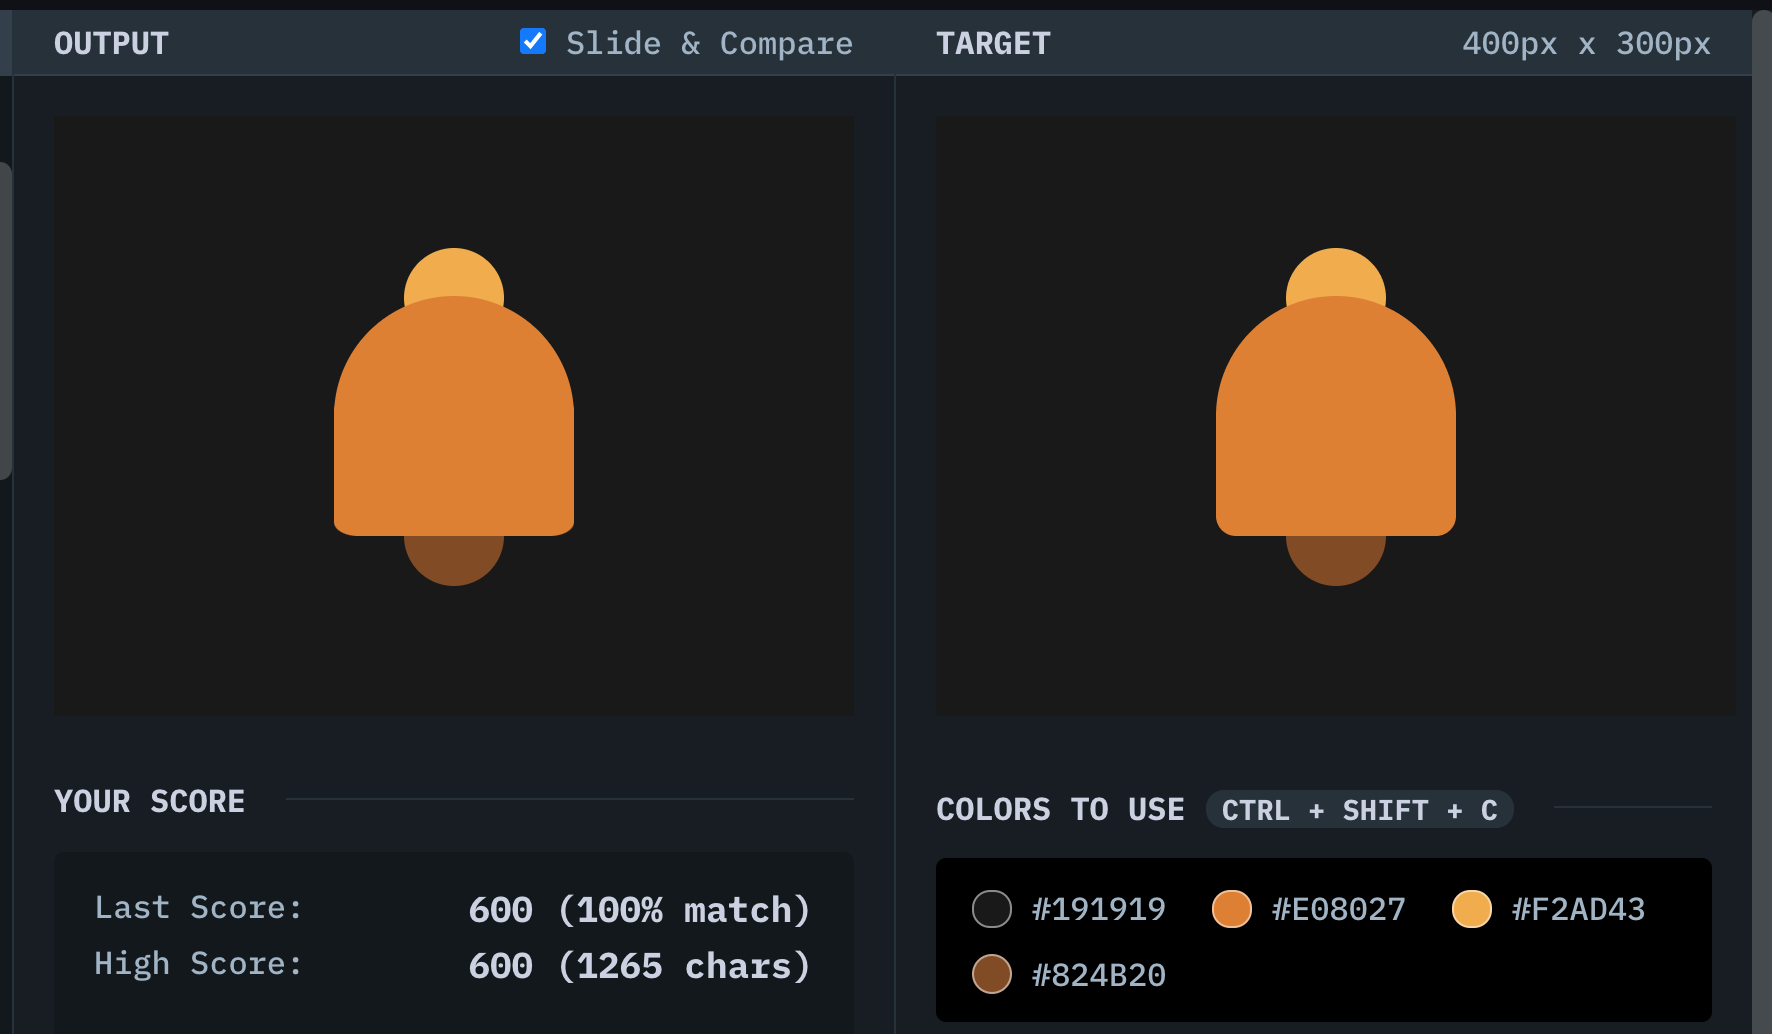 OUTPUT
Slide & Compare
TARGET
400px x 300px
YOUR SCORE
Last Score: 600 (100% match)
High Score: 600 (1265 chars)
COLORS TO USE CTRL + SHIFT + C
#191919 #E08027 #F2AD43
#824B20